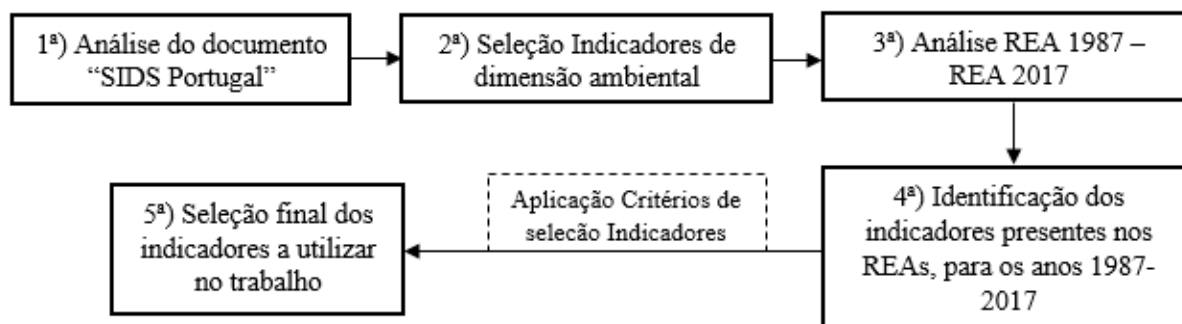 1ª) Análise do documento
“SIDS Portugal”
2ª) Seleção Indicadores de
dimensão ambiental
3ª) Análise REA 1987 –
REA 2017
4ª) Identificação dos
indicadores presentes nos
REAs, para os anos 1987-
2017
Aplicação Critérios de
selecão Indicadores
5ª) Seleção final dos
indicadores a utilizar
no trabalho